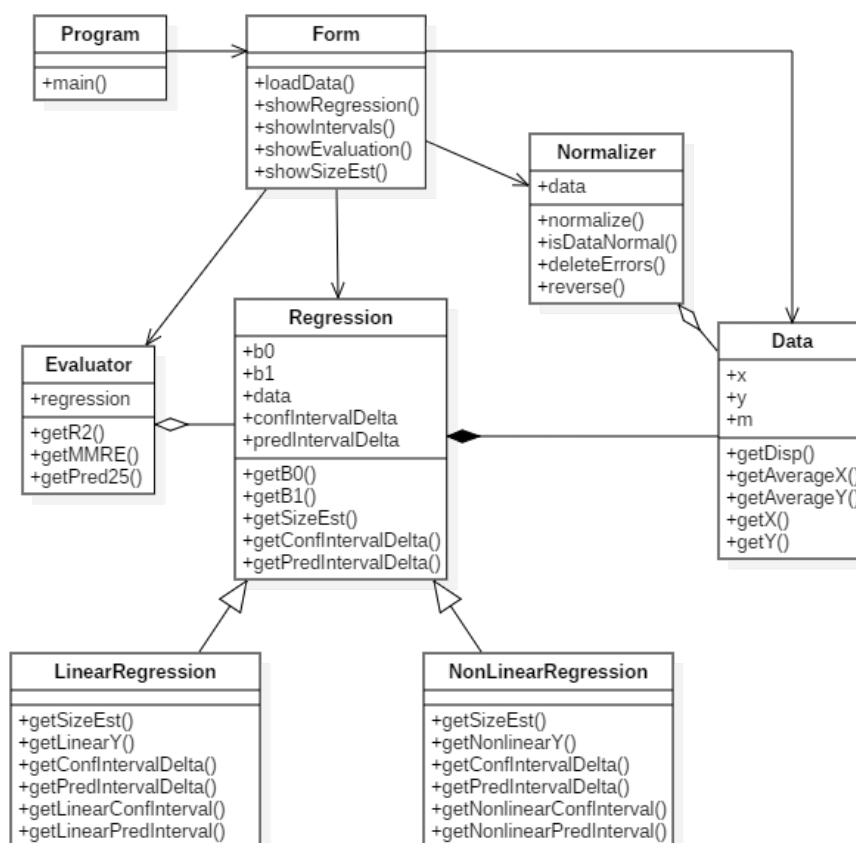 Program
+main()
Form
+loadData()
+showRegression()
+showIntervals()
+showEvaluation()
+showSizeEst()
Normalizer
+data
+normalize()
+isDataNormal()
+deleteErrors()
+reverse()
Evaluator
+regression
+getR2()
+getMMRE()
+getPred25()
Regression
+b0
+b1
+data
+confIntervalDelta
+predIntervalDelta
+getB0()
+getB1()
+getSizeEst()
+getConfIntervalDelta()
+getPredIntervalDelta()
Data
+x
+y
+m
+getDisp()
+getAverageX()
+getAverageY()
+getX()
+getY()
LinearRegression
+getSizeEst()
+getLinearY()
+getConfIntervalDelta()
+getPredIntervalDelta()
+getLinearConfInterval()
+getLinearPredInterval()
NonLinearRegression
+getSizeEst()
+getNonlinearY()
+getConfIntervalDelta()
+getPredIntervalDelta()
+getNonlinearConfInterval()
+getNonlinearPredInterval()